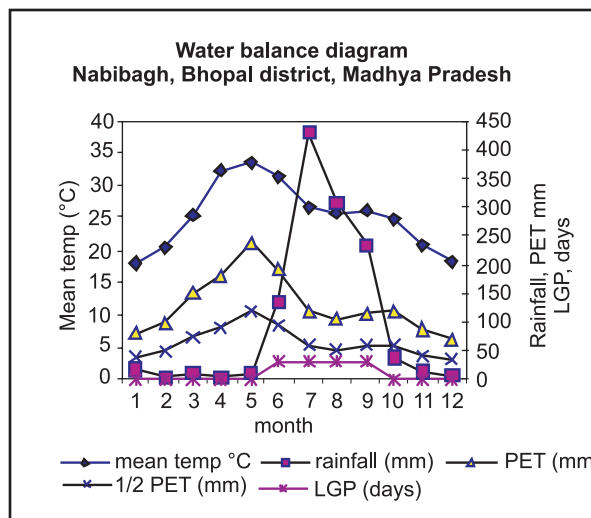 Water balance diagram
Nabibagh, Bhopal district, Madhya Pradesh
Mean temp (°C)
40
35
30
25
20
15
10
5
0
450
400
350
300
250
200
150
100
50
0
Rainfall, PET mm
LGP, days
1 2 3 4 5 6 7 8 9 10 11 12
month
mean temp °C rainfall (mm) PET (mm
1/2 PET (mm) LGP (days)